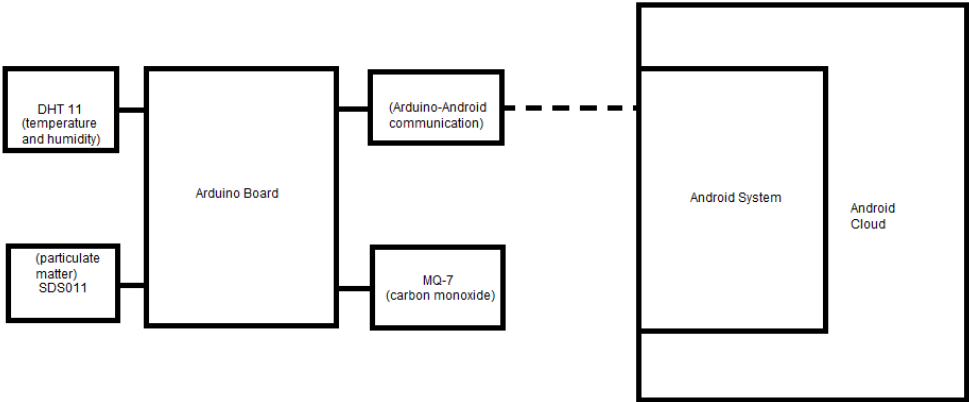 DHT 11
(temperature
and humidity)
(Arduino-Android
communication)
Arduino Board
Android System
Android
Cloud
(particulate
matter)
SDS011
MQ-7
(carbon monoxide)